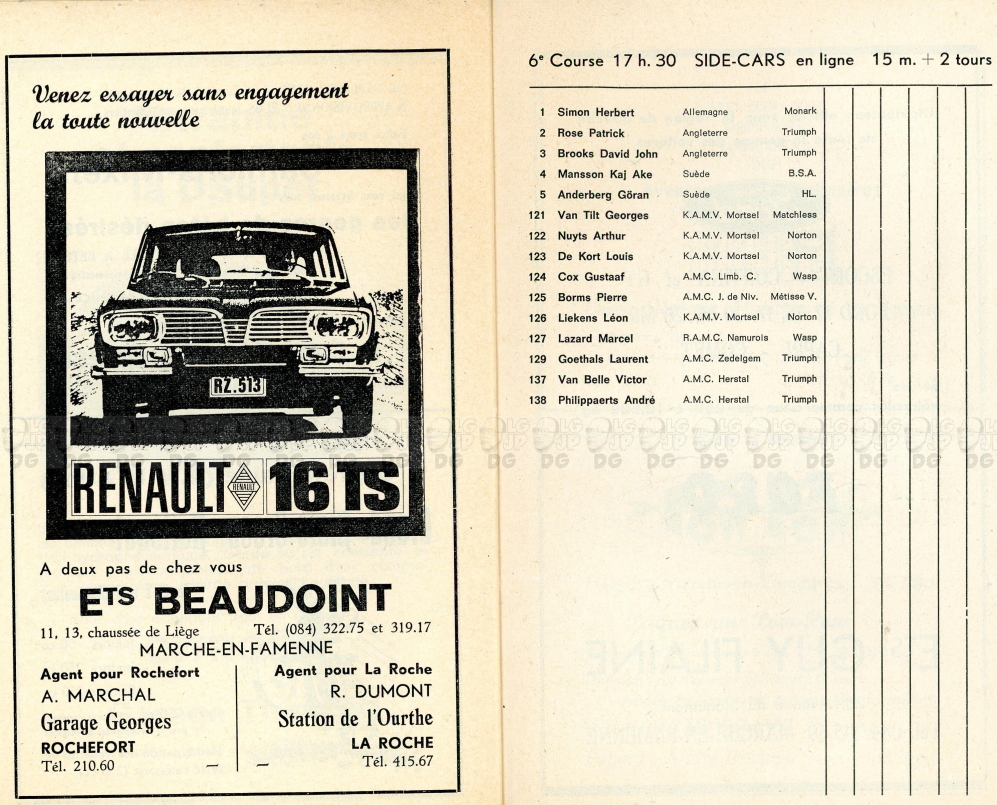 Venez essayer sans engagement
la toute nouvelle
RZ.513
RENAULT RENAULT 16 TS
A deux pas de chez vous
ETS BEAUDOINT
11, 13, chaussée de Liège Tél. (084) 322.75 et 319.17
MARCHE-EN-FAMENNE
Agent pour Rochefort
A. MARCHAL
Garage Georges
ROCHEFORT
Tél. 210.60
Agent pour La Roche
R. DUMONT
Station de l'Ourthe
LA ROCHE
Tél. 415.67
6e Course 17 h. 30 SIDE-CARS en ligne 15 m. + 2 tours
1 Simon Herbert Allemagne Monark
2 Rose Patrick Angleterre Triumph
3 Brooks David John Angleterre Triumph
4 Mansson Kaj Ake Suède B.S.A.
5 Anderberg Göran Suède HL.
121 Van Tilt Georges K.A.M.V. Mortsel Matchless
122 Nuyts Arthur K.A.M.V. Mortsel Norton
123 De Kort Louis K.A.M.V. Mortsel Norton
124 Cox Gustaaf A.M.C. Limb. C. Wasp
125 Borms Pierre A.M.C. J. de Niv. Métisse V.
126 Liekens Léon K.A.M.V. Mortsel Norton
127 Lazard Marcel R.A.M.C. Namurois Wasp
129 Goethals Laurent A.M.C. Zedelgem Triumph
137 Van Belle Victor A.M.C. Herstal Triumph
138 Philippaerts André A.M.C. Herstal Triumph